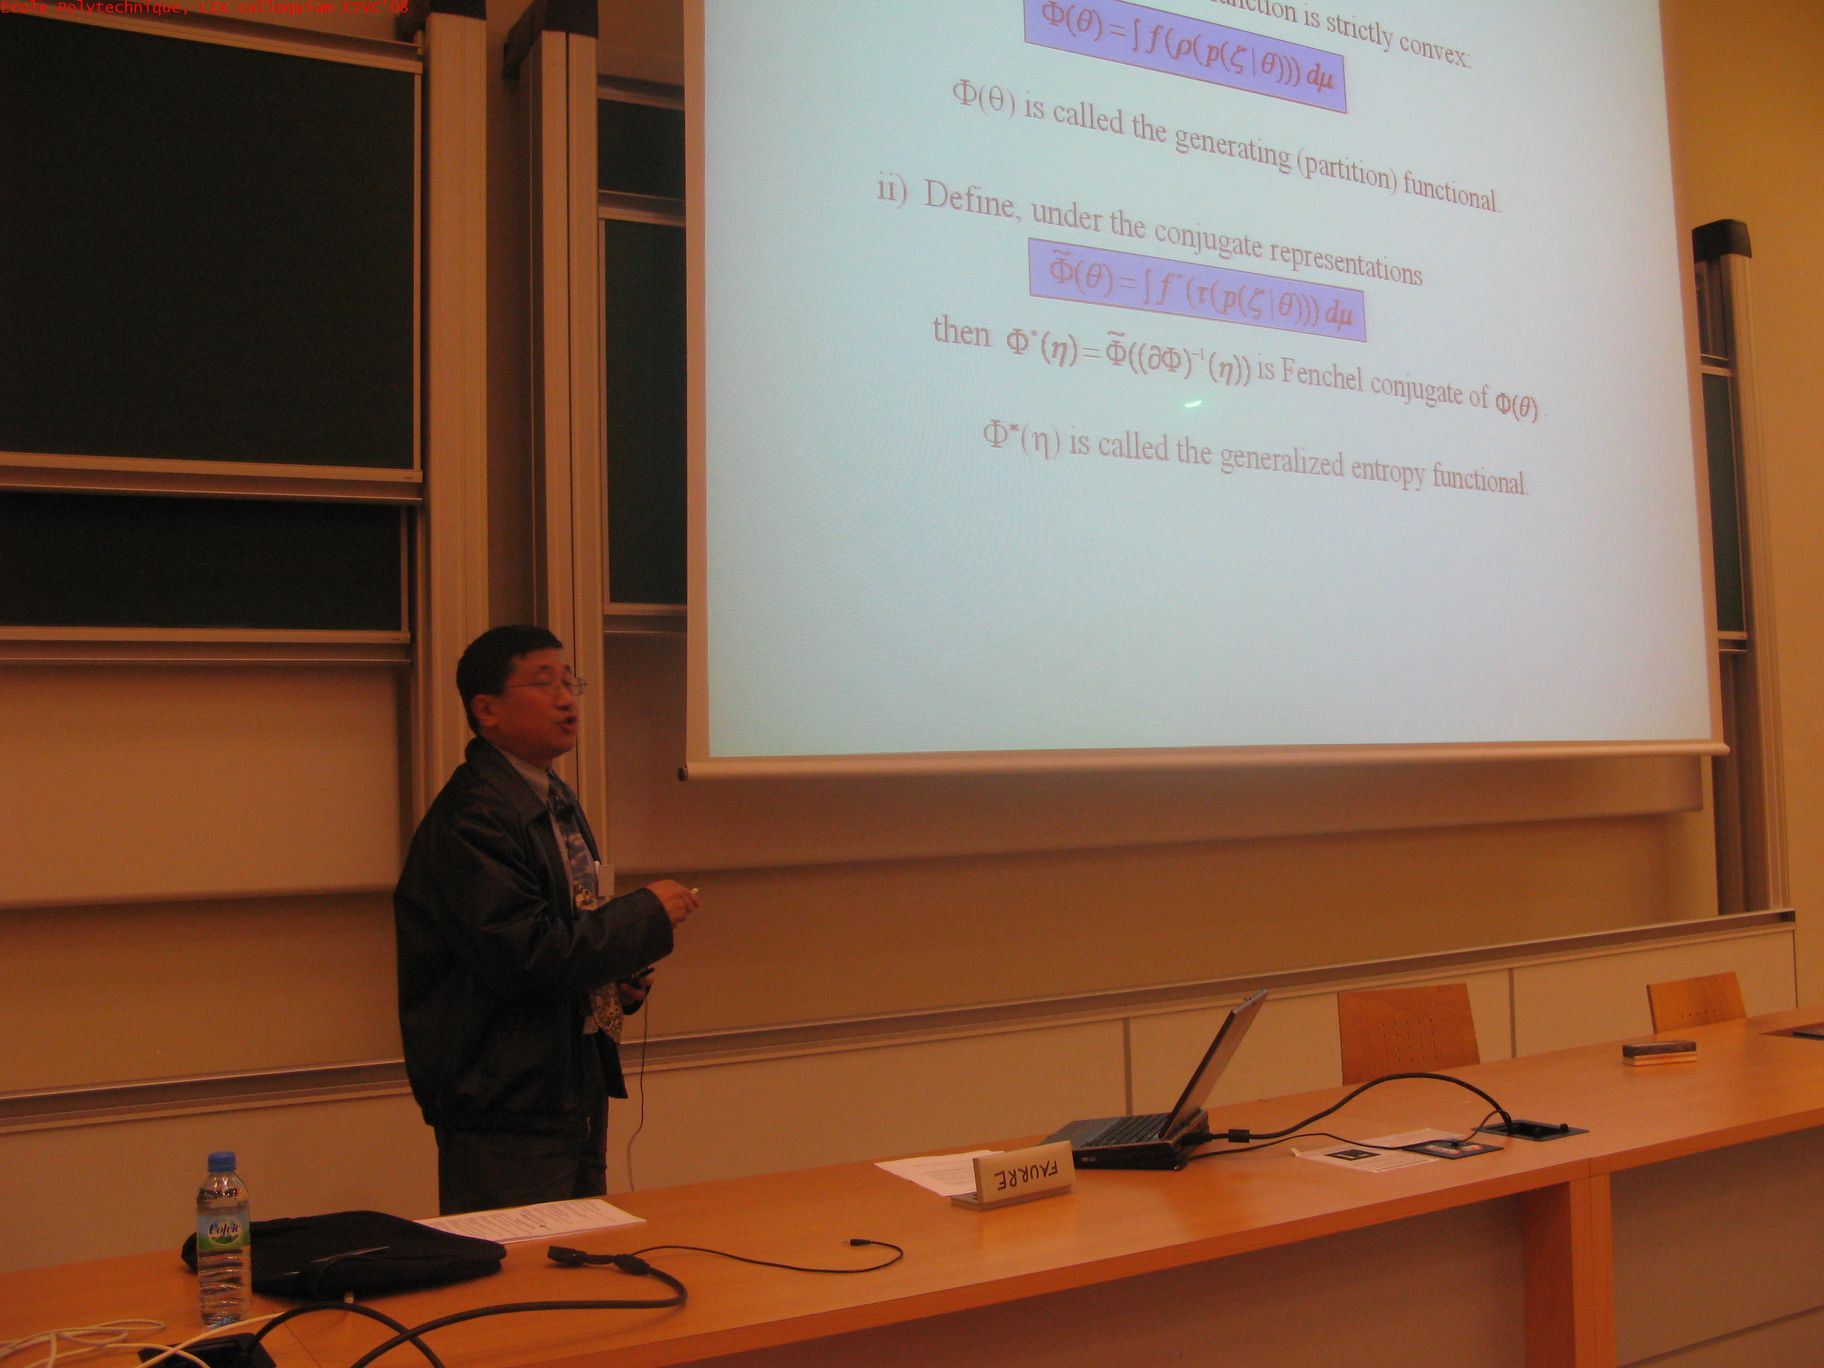 Ecole Polytechnique, LIX colloquium ETVC'08
function is strictly convex:
Φ(θ) = ∫ f(ρ(p(ζ|θ))) dμ
Φ(θ) is called the generating (partition) functional.
ii) Define, under the conjugate representations
Φ̃(θ) = ∫ f*(τ(p(ζ|θ))) dμ
then Φ*(η) = Φ̃((∂Φ)⁻¹(η)) is Fenchel conjugate of Φ(θ).
Φ*(η) is called the generalized entropy functional.
FAURRE
Volvic